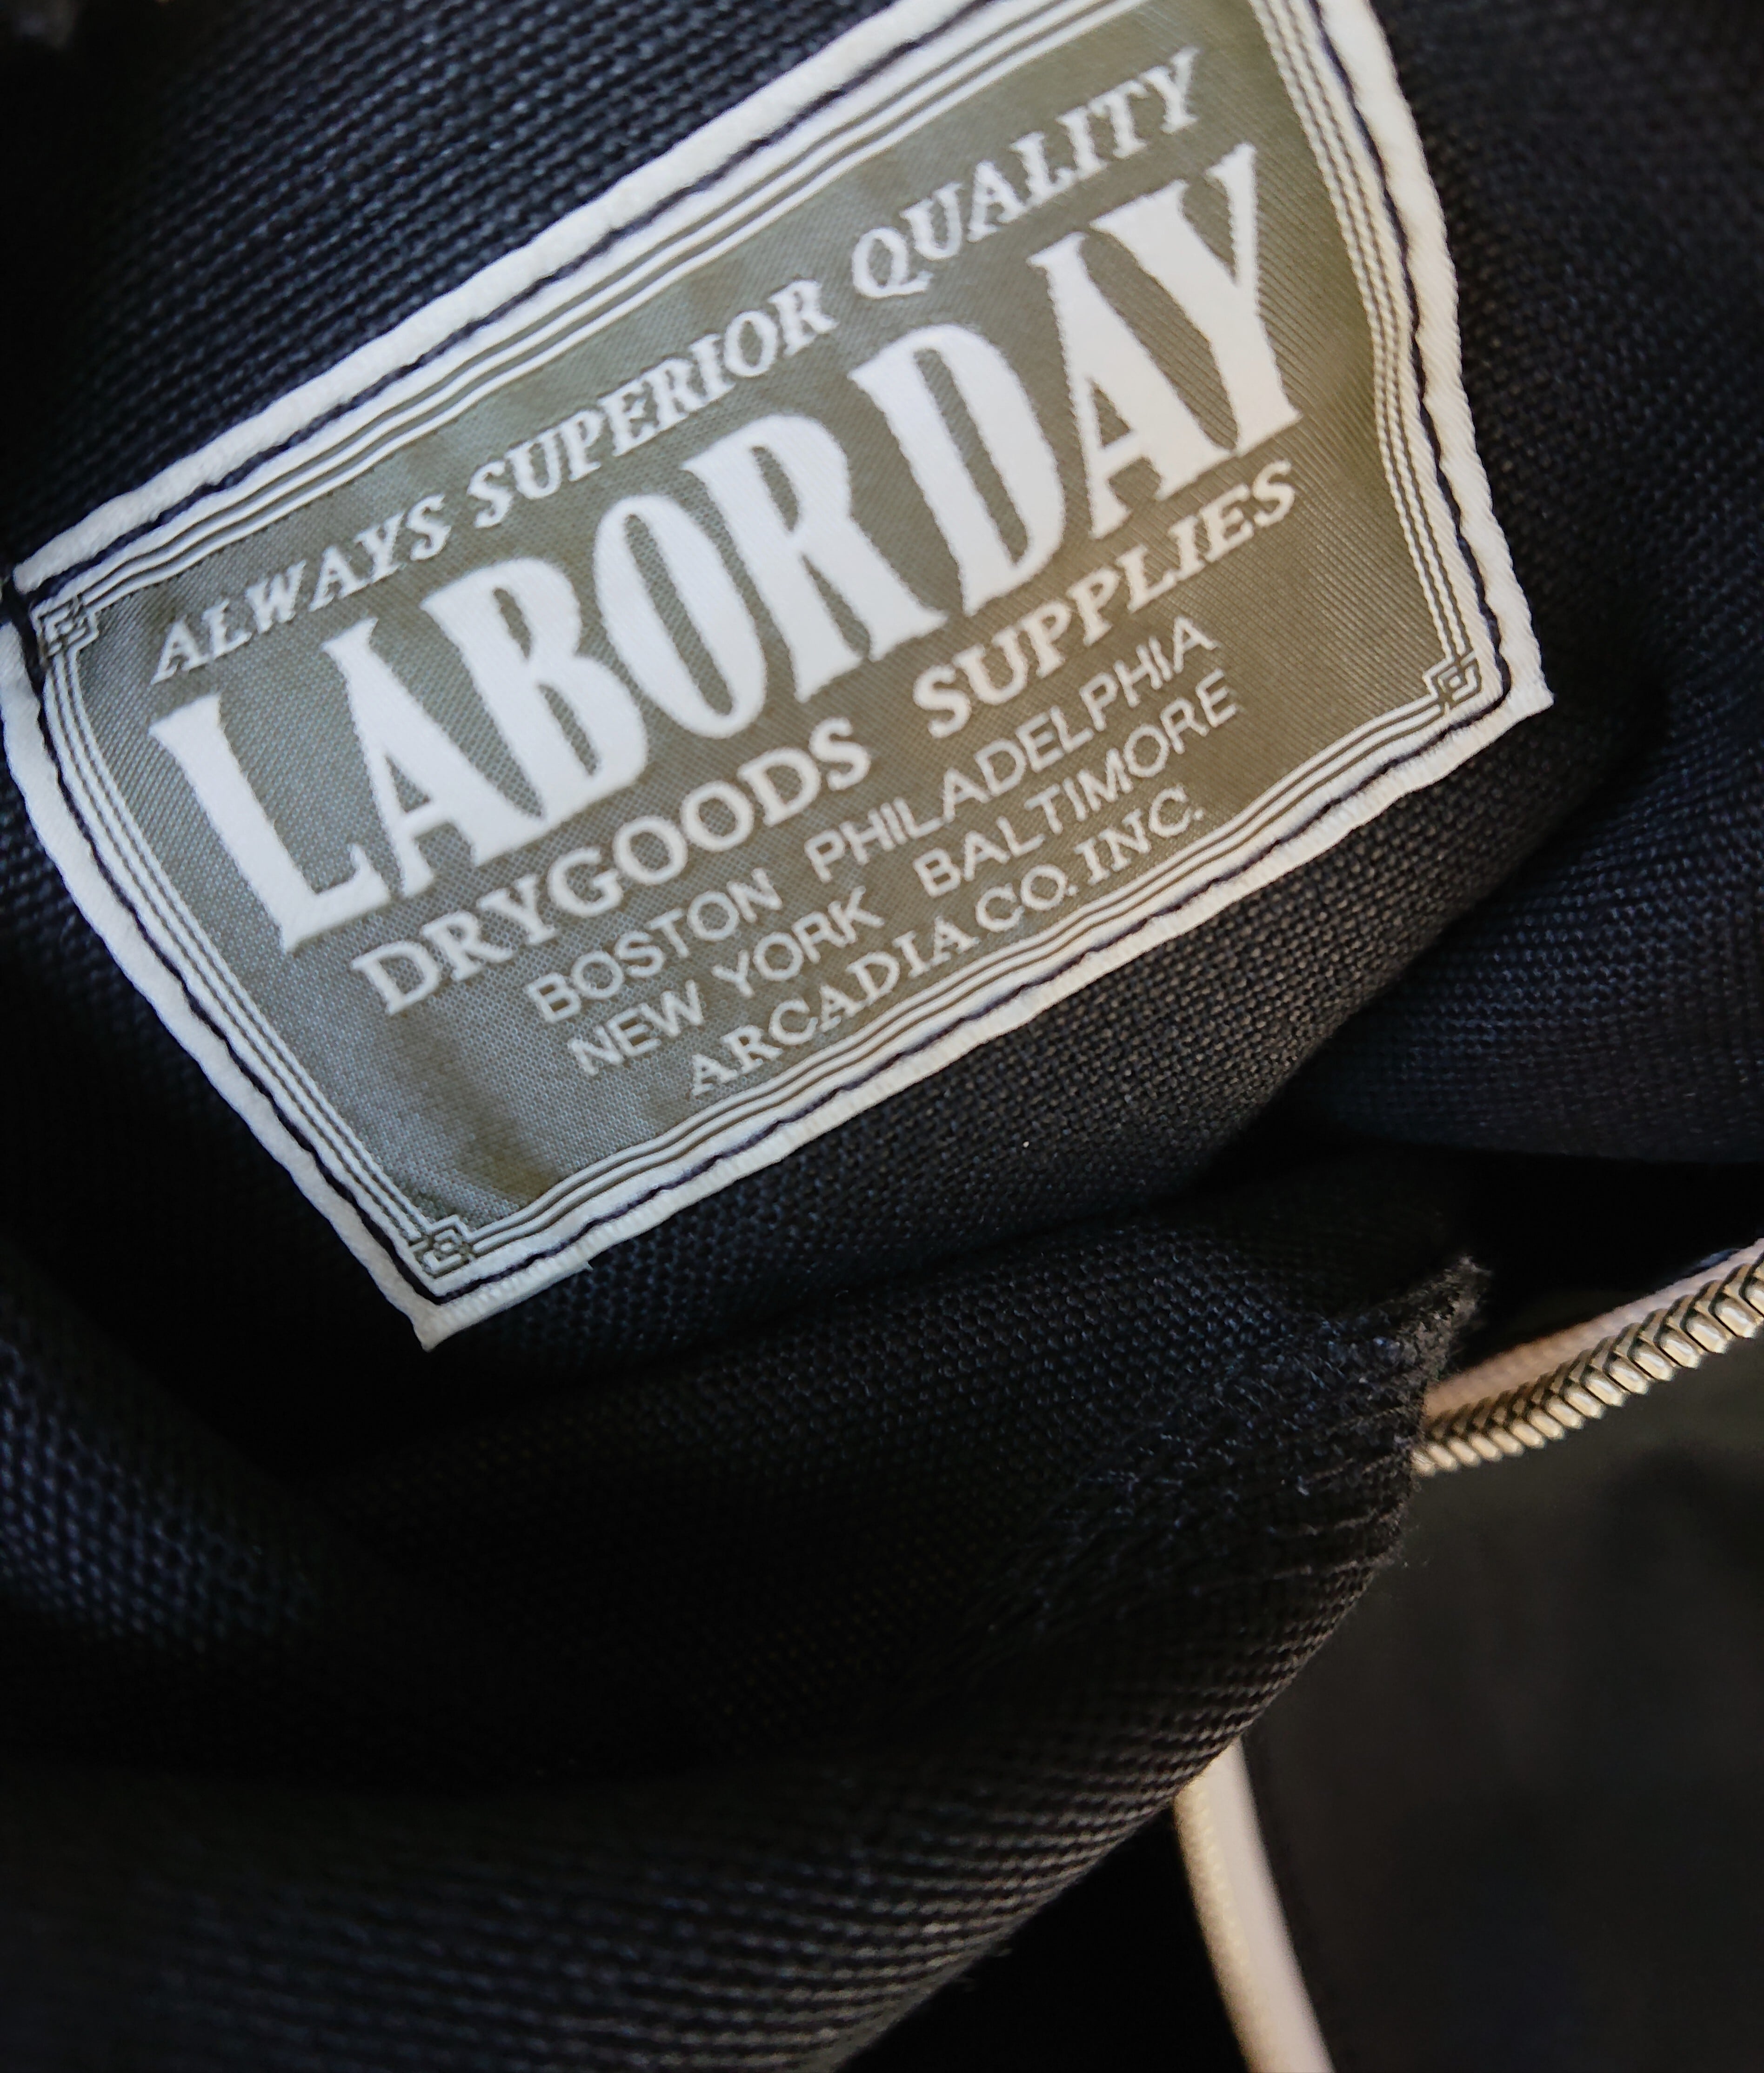 ALWAYS SUPERIOR QUALITY
LABOR DAY
DRYGOODS SUPPLIES
BOSTON PHILADELPHIA
NEW YORK BALTIMORE
ARCADIA CO. INC.